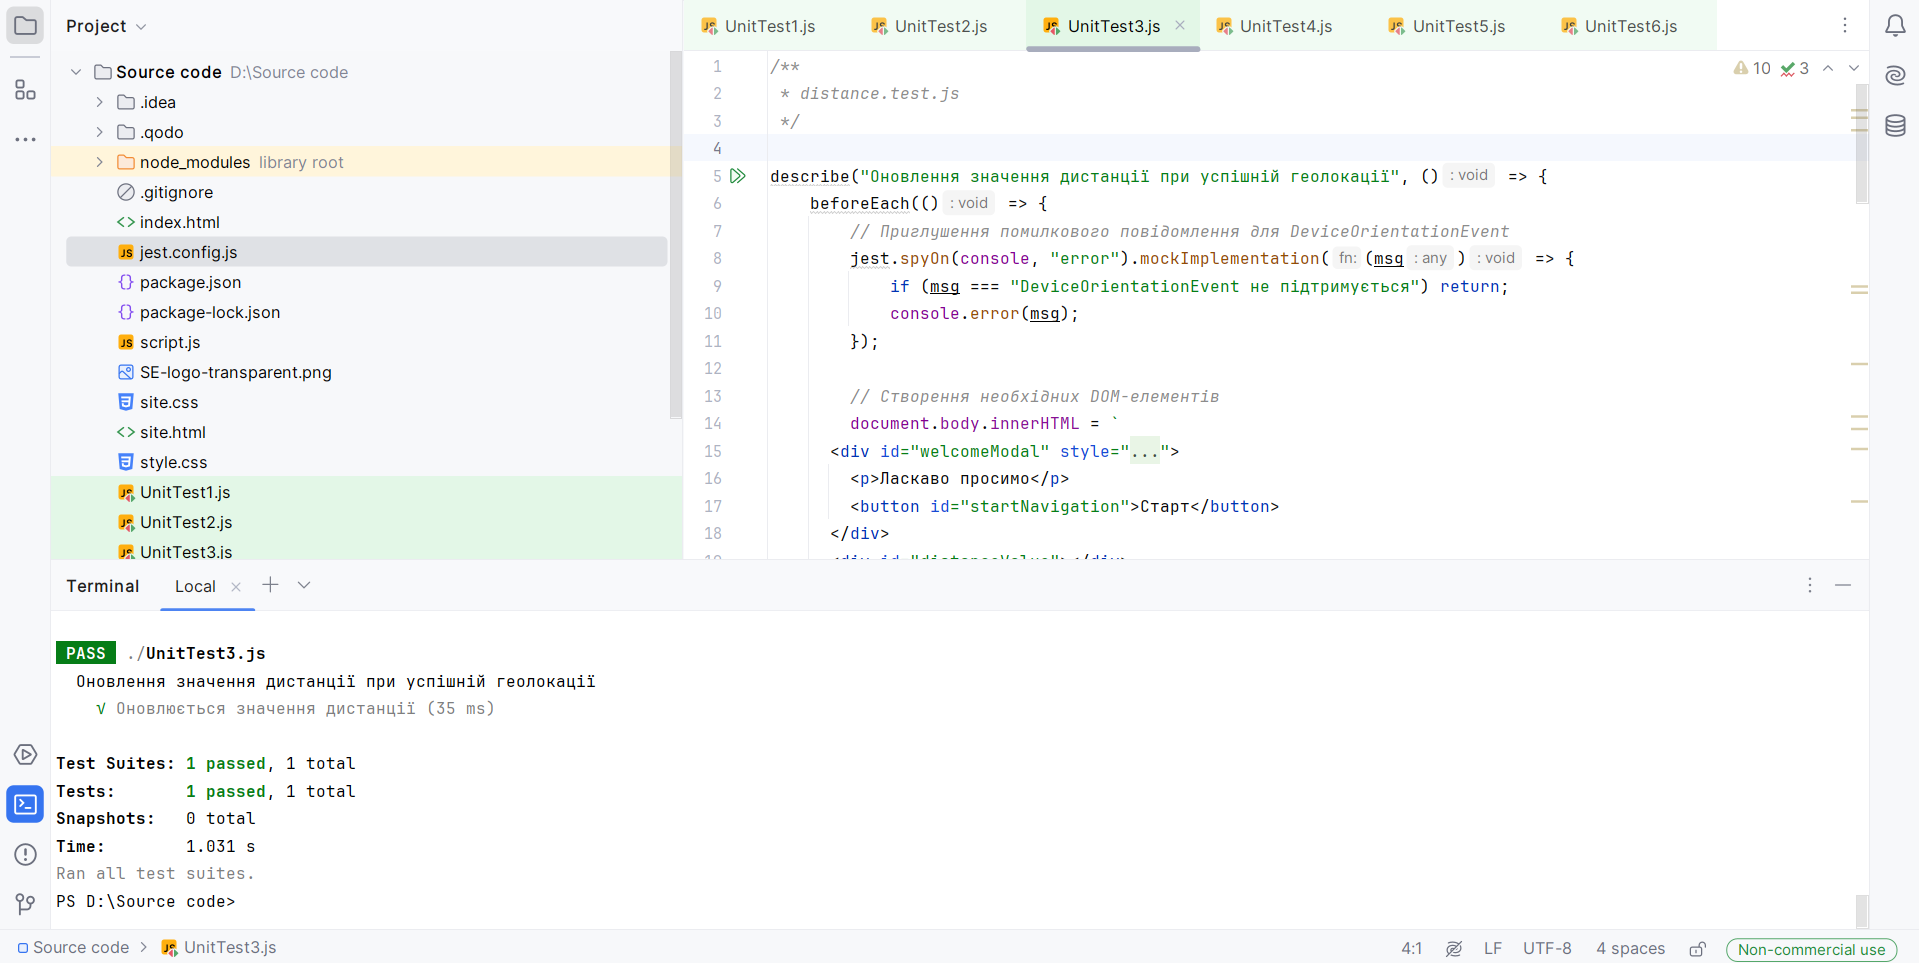 Project
Source code D:\Source code
.idea
.qodo
node_modules library root
.gitignore
index.html
jest.config.js
package.json
package-lock.json
script.js
SE-logo-transparent.png
site.css
site.html
style.css
UnitTest1.js
UnitTest2.js
UnitTest3.js
UnitTest1.js UnitTest2.js UnitTest3.js UnitTest4.js UnitTest5.js UnitTest6.js
10 3
1 /**
2 * distance.test.js
3 */
4
5 describe("Оновлення значення дистанції при успішній геолокації", () : void => {
6 beforeEach(() : void => {
7 // Приглушення помилкового повідомлення для DeviceOrientationEvent
8 jest.spyOn(console, "error").mockImplementation( fn: (msg : any ) : void => {
9 if (msg === "DeviceOrientationEvent не підтримується") return;
10 console.error(msg);
11 });
12
13 // Створення необхідних DOM-елементів
14 document.body.innerHTML = `
15 <div id="welcomeModal" style="...">
16 <p>Ласкаво просимо</p>
17 <button id="startNavigation">Старт</button>
18 </div>
19 <div id="distanceValue"></div>
Terminal Local
PASS ./UnitTest3.js
Оновлення значення дистанції при успішній геолокації
√ Оновлюється значення дистанції (35 ms)
Test Suites: 1 passed, 1 total
Tests: 1 passed, 1 total
Snapshots: 0 total
Time: 1.031 s
Ran all test suites.
PS D:\Source code>
Source code UnitTest3.js
4:1 LF UTF-8 4 spaces Non-commercial use